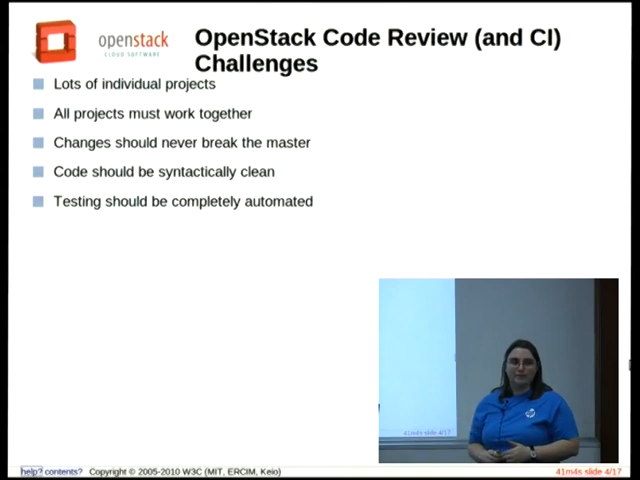 openstack
CLOUD SOFTWARE
OpenStack Code Review (and CI)
Challenges
Lots of individual projects
All projects must work together
Changes should never break the master
Code should be syntactically clean
Testing should be completely automated
41m4s slide 4/17
help? contents? Copyright © 2005-2010 W3C (MIT, ERCIM, Keio)
41m4s slide 4/17